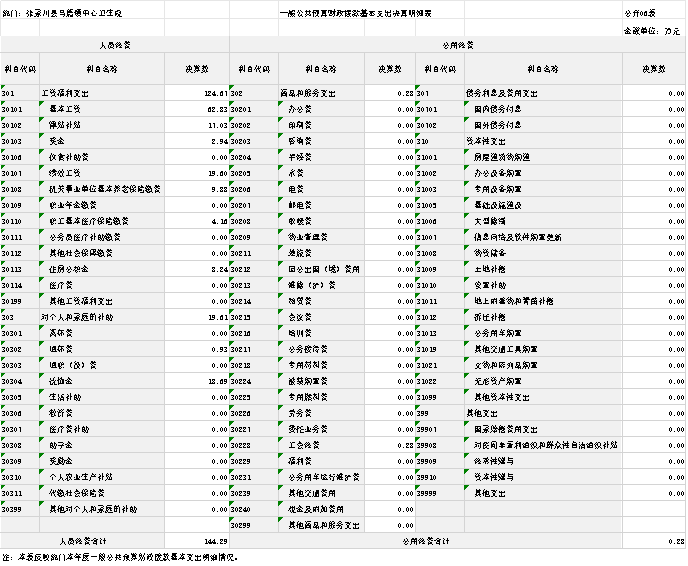 部门：张家川县马鹿镇中心卫生院 一般公共预算财政拨款基本支出决算明细表 公开06表
金额单位：万元
人员经费 公用经费
科目代码 科目名称 决算数 科目代码 科目名称 决算数 科目代码 科目名称 决算数
301 工资福利支出 124.67 302 商品和服务支出 0.28 307 债务利息及费用支出 0.00
30101 基本工资 62.83 30201 办公费 0.00 30701 国内债务付息 0.00
30102 津贴补贴 17.03 30202 印刷费 0.00 30702 国外债务付息 0.00
30103 奖金 2.94 30203 咨询费 0.00 310 资本性支出 0.00
30106 伙食补助费 0.00 30204 手续费 0.00 31001 房屋建筑物购建 0.00
30107 绩效工资 19.60 30205 水费 0.00 31002 办公设备购置 0.00
30108 机关事业单位基本养老保险缴费 9.88 30206 电费 0.00 31003 专用设备购置 0.00
30109 职业年金缴费 0.00 30207 邮电费 0.00 31005 基础设施建设 0.00
30110 职工基本医疗保险缴费 4.16 30208 取暖费 0.00 31006 大型修缮 0.00
30111 公务员医疗补助缴费 0.00 30209 物业管理费 0.00 31007 信息网络及软件购置更新 0.00
30112 其他社会保障缴费 0.00 30211 差旅费 0.00 31008 物资储备 0.00
30113 住房公积金 8.24 30212 因公出国（境）费用 0.00 31009 土地补偿 0.00
30114 医疗费 0.00 30213 维修（护）费 0.00 31010 安置补助 0.00
30199 其他工资福利支出 0.00 30214 租赁费 0.00 31011 地上附着物和青苗补偿 0.00
303 对个人和家庭的补助 19.61 30215 会议费 0.00 31012 拆迁补偿 0.00
30301 离休费 0.00 30216 培训费 0.00 31013 公务用车购置 0.00
30302 退休费 0.93 30217 公务接待费 0.00 31019 其他交通工具购置 0.00
30303 退职（役）费 0.00 30218 专用材料费 0.00 31021 文物和陈列品购置 0.00
30304 抚恤金 18.69 30224 被装购置费 0.00 31022 无形资产购置 0.00
30305 生活补助 0.00 30225 专用燃料费 0.00 31099 其他资本性支出 0.00
30306 救济费 0.00 30226 劳务费 0.00 399 其他支出 0.00
30307 医疗费补助 0.00 30227 委托业务费 0.00 39907 国家赔偿费用支出 0.00
30308 助学金 0.00 30228 工会经费 0.28 39908 对民间非营利组织和群众性自治组织补贴 0.00
30309 奖励金 0.00 30229 福利费 0.00 39909 经常性赠与 0.00
30310 个人农业生产补贴 0.00 30231 公务用车运行维护费 0.00 39910 资本性赠与 0.00
30311 代缴社会保险费 0.00 30239 其他交通费用 0.00 39999 其他支出 0.00
30399 其他对个人和家庭的补助 0.00 30240 税金及附加费用 0.00
30299 其他商品和服务支出 0.00
人员经费合计 144.29 公用经费合计 0.28
注：本表反映部门本年度一般公共预算财政拨款基本支出明细情况。